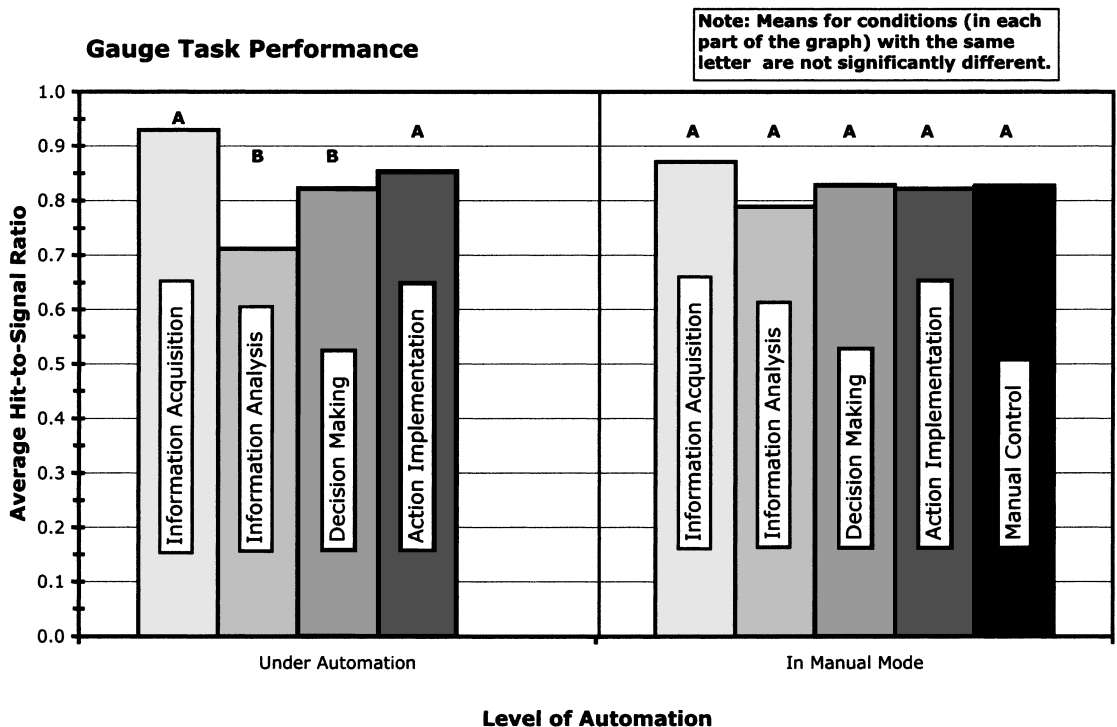 Gauge Task Performance
Note: Means for conditions (in each
part of the graph) with the same
letter are not significantly different.
Average Hit-to-Signal Ratio
1.0
0.9
0.8
0.7
0.6
0.5
0.4
0.3
0.2
0.1
0.0
A
B
B
A
A
A
A
A
A
Information Acquisition
Information Analysis
Decision Making
Action Implementation
Information Acquisition
Information Analysis
Decision Making
Action Implementation
Manual Control
Under Automation
In Manual Mode
Level of Automation